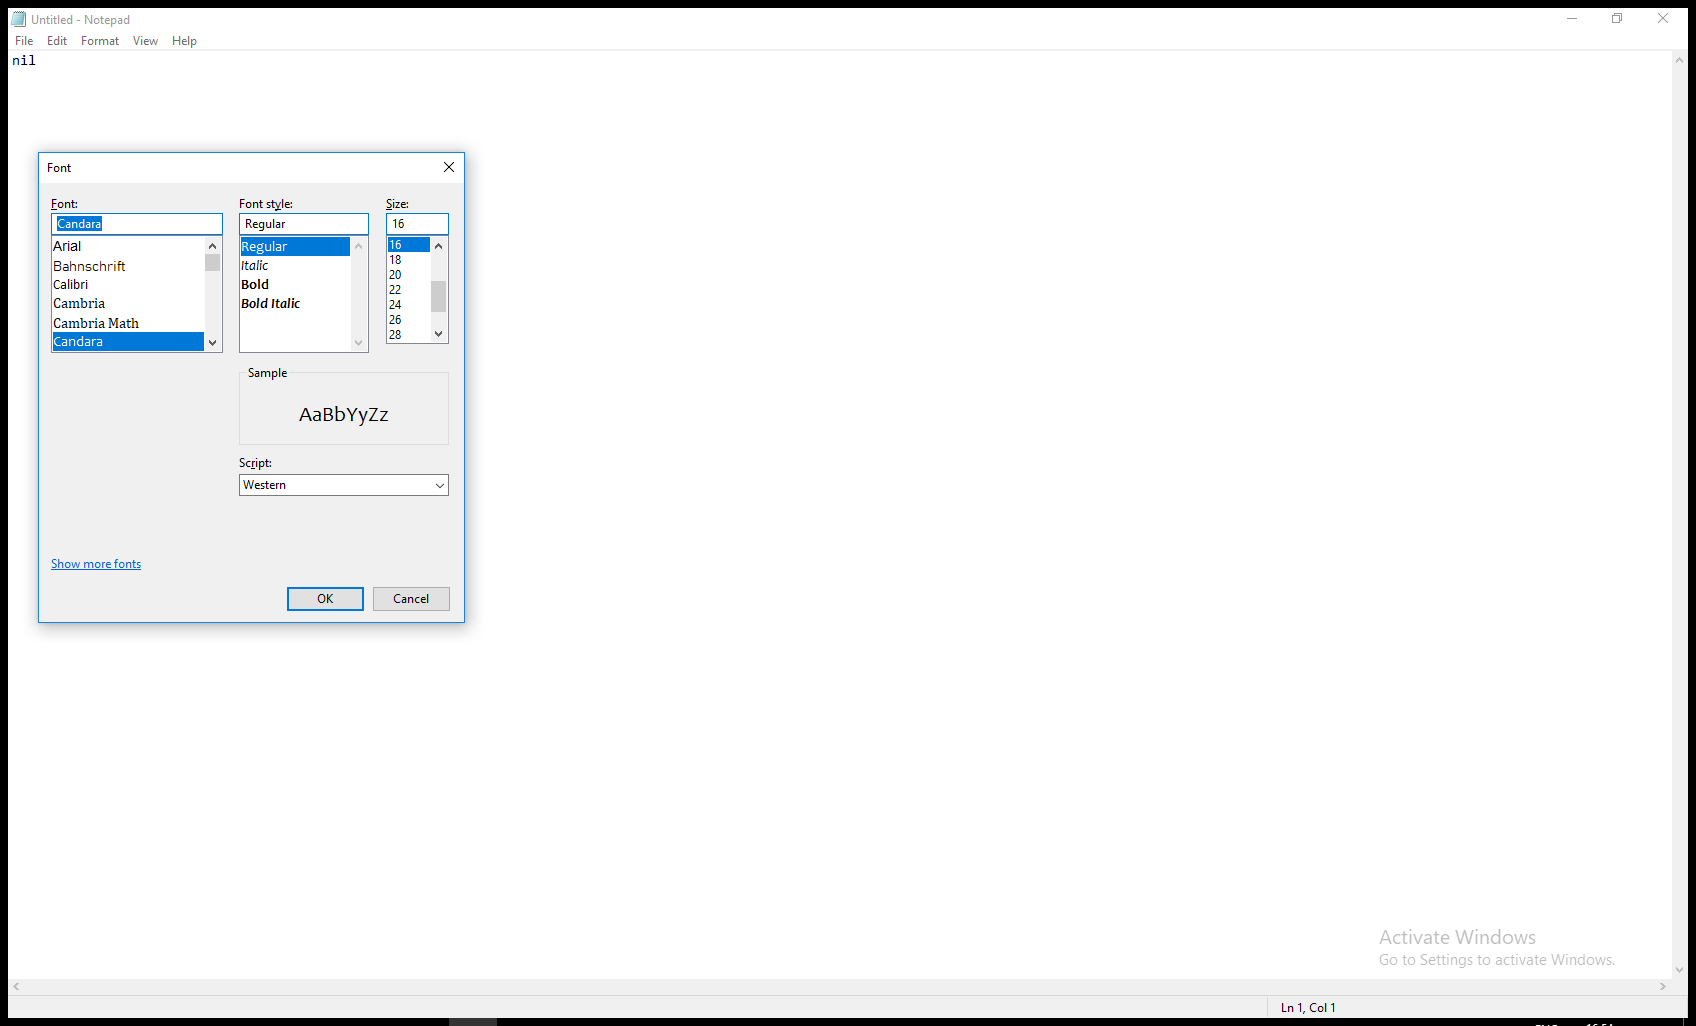 Untitled - Notepad
File Edit Format View Help
nil
Font
Font: Font style: Size:
Candara Regular 16
Arial
Bahnschrift
Calibri
Cambria
Cambria Math
Candara
Regular
Italic
Bold
Bold Italic
16
18
20
22
24
26
28
Sample
AaBbYyZz
Script:
Western
Show more fonts
OK Cancel
Activate Windows
Go to Settings to activate Windows.
Ln 1, Col 1